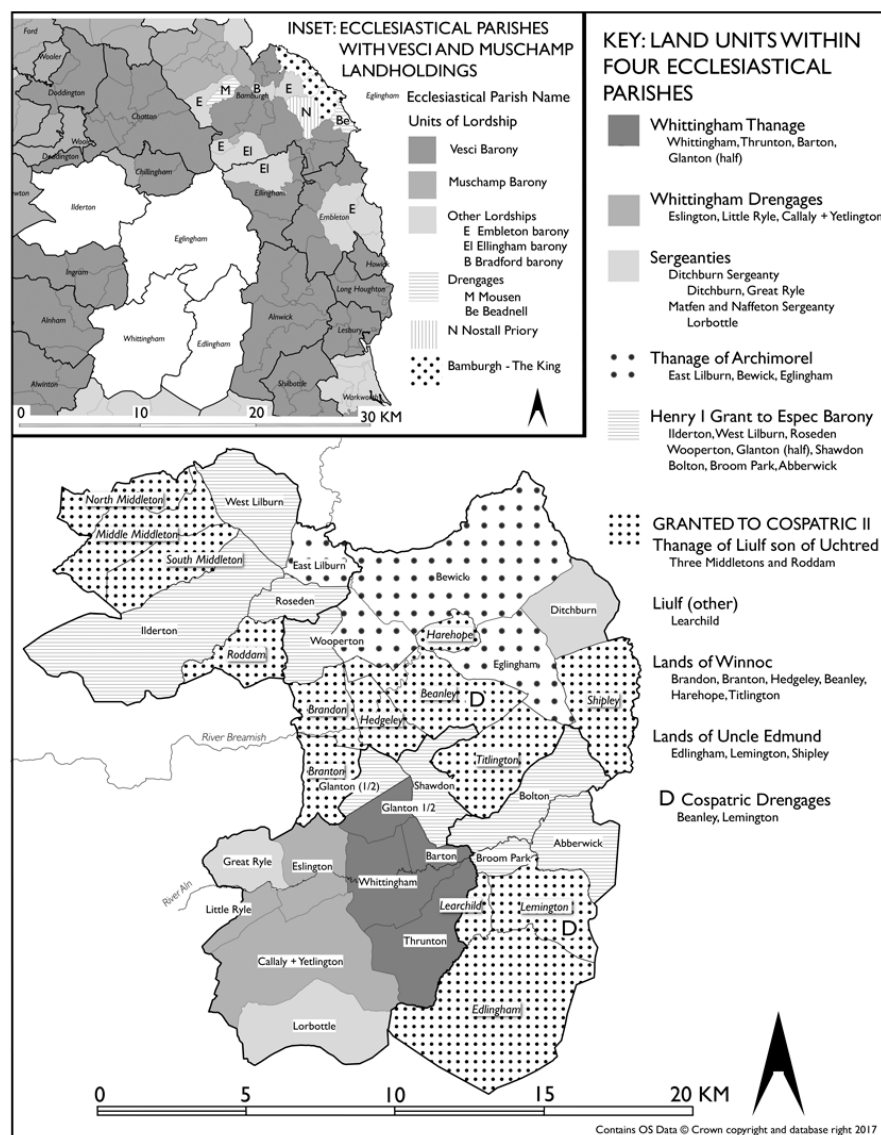 INSET: ECCLESIASTICAL PARISHES
WITH VESCI AND MUSCHAMP
LANDHOLDINGS
Eglingham
Ecclesiastical Parish Name
Units of Lordship
Vesci Barony
Muschamp Barony
Other Lordships
E Embleton barony
El Ellingham barony
B Bradford barony
Drengages
M Mousen
Be Beadnell
N Nostall Priory
Bamburgh - The King
Ford
Wooler
Doddington
Chatton
Bamburgh
M
B
E
E
N
Be
Doddington
Chillingham
E
El
El
Ellingham
Ilderton
Embleton
E
Eglingham
Ingram
Howick
Long Houghton
Alnham
Alnwick
Lesbury
Whittingham
Edlingham
Alwinton
Shilbottle
Warkworth
0 10 20 30 KM
KEY: LAND UNITS WITHIN
FOUR ECCLESIASTICAL
PARISHES
Whittingham Thanage
Whittingham, Thrunton, Barton,
Glanton (half)
Whittingham Drengages
Eslington, Little Ryle, Callaly + Yetlington
Sergeanties
Ditchburn Sergeanty
Ditchburn, Great Ryle
Matfen and Naffeton Sergeanty
Lorbottle
Thanage of Archimorel
East Lilburn, Bewick, Eglingham
Henry I Grant to Espec Barony
Ilderton, West Lilburn, Roseden
Wooperton, Glanton (half), Shawdon
Bolton, Broom Park, Abberwick
GRANTED TO COSPATRIC II
Thanage of Liulf son of Uchtred
Three Middletons and Roddam
Liulf (other)
Learchild
Lands of Winnoc
Brandon, Branton, Hedgeley, Beanley,
Harehope, Titlington
Lands of Uncle Edmund
Edlingham, Lemington, Shipley
D Cospatric Drengages
Beanley, Lemington
North Middleton
West Lilburn
Middle Middleton
South Middleton
East Lilburn
Bewick
Roseden
Ditchburn
Ilderton
Wooperton
Harehope
Roddam
Eglingham
Beanley
D
Shipley
Brandon
Hedgeley
River Breamish
Titlington
Branton
Glanton (1/2)
Shawdon
Bolton
Glanton 1/2
Abberwick
Barton
Broom Park
Great Ryle
Eslington
Whittingham
River Aln
Little Ryle
Learchild
Lemington
D
Thrunton
Callaly + Yetlington
Edlingham
Lorbottle
0 5 10 15 20 KM
Contains OS Data © Crown copyright and database right 2017